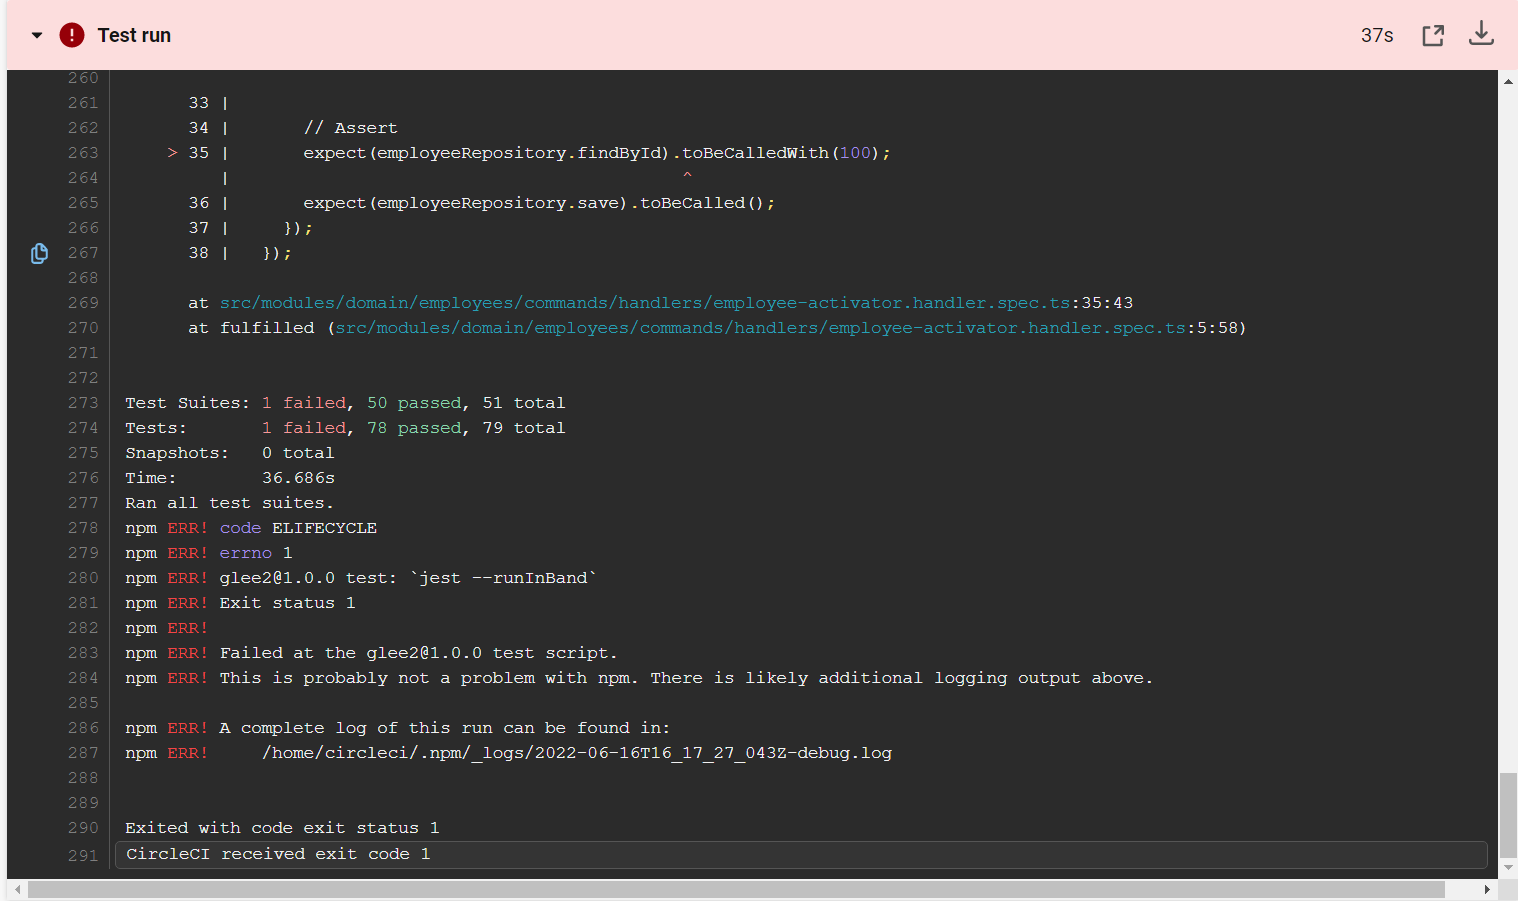 Test run 37s
260
261 33 |
262 34 | // Assert
263 > 35 | expect(employeeRepository.findById).toBeCalledWith(100);
264 | ^
265 36 | expect(employeeRepository.save).toBeCalled();
266 37 | });
267 38 | });
268
269 at src/modules/domain/employees/commands/handlers/employee-activator.handler.spec.ts:35:43
270 at fulfilled (src/modules/domain/employees/commands/handlers/employee-activator.handler.spec.ts:5:58)
271
272
273 Test Suites: 1 failed, 50 passed, 51 total
274 Tests: 1 failed, 78 passed, 79 total
275 Snapshots: 0 total
276 Time: 36.686s
277 Ran all test suites.
278 npm ERR! code ELIFECYCLE
279 npm ERR! errno 1
280 npm ERR! glee2@1.0.0 test: `jest --runInBand`
281 npm ERR! Exit status 1
282 npm ERR!
283 npm ERR! Failed at the glee2@1.0.0 test script.
284 npm ERR! This is probably not a problem with npm. There is likely additional logging output above.
285
286 npm ERR! A complete log of this run can be found in:
287 npm ERR! /home/circleci/.npm/_logs/2022-06-16T16_17_27_043Z-debug.log
288
289
290 Exited with code exit status 1
291 CircleCI received exit code 1